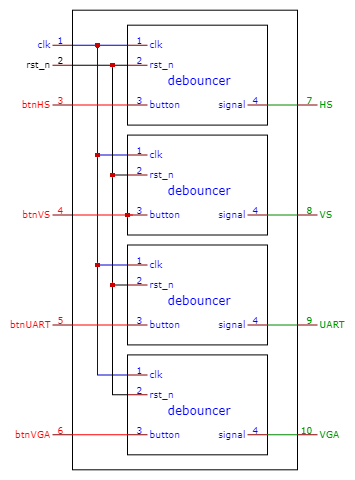 clk 1 1 clk
rst_n 2 2 rst_n
debouncer
btnHS 3 3 button signal 4 7 HS
1 clk
2 rst_n
debouncer
btnVS 4 3 button signal 4 8 VS
1 clk
2 rst_n
debouncer
btnUART 5 3 button signal 4 9 UART
1 clk
2 rst_n
debouncer
btnVGA 6 3 button signal 4 10 VGA